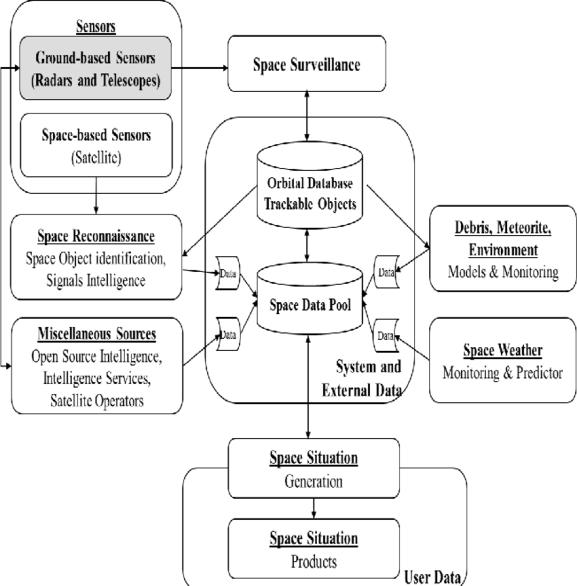 Sensors
Ground-based Sensors
(Radars and Telescopes)
Space Surveillance
Space-based Sensors
(Satellite)
Orbital Database
Trackable Objects
Space Reconnaissance
Space Object identification,
Signals Intelligence
Debris, Meteorite,
Environment
Models & Monitoring
Data
Data
Space Data Pool
Miscellaneous Sources
Open Source Intelligence,
Intelligence Services,
Satellite Operators
Data
Data
Space Weather
Monitoring & Predictor
System and
External Data
Space Situation
Generation
Space Situation
Products
User Data